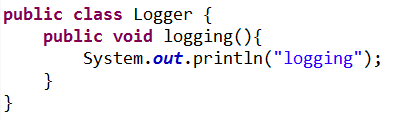 public class Logger {
    public void logging(){
        System.out.println("logging");
    }
}